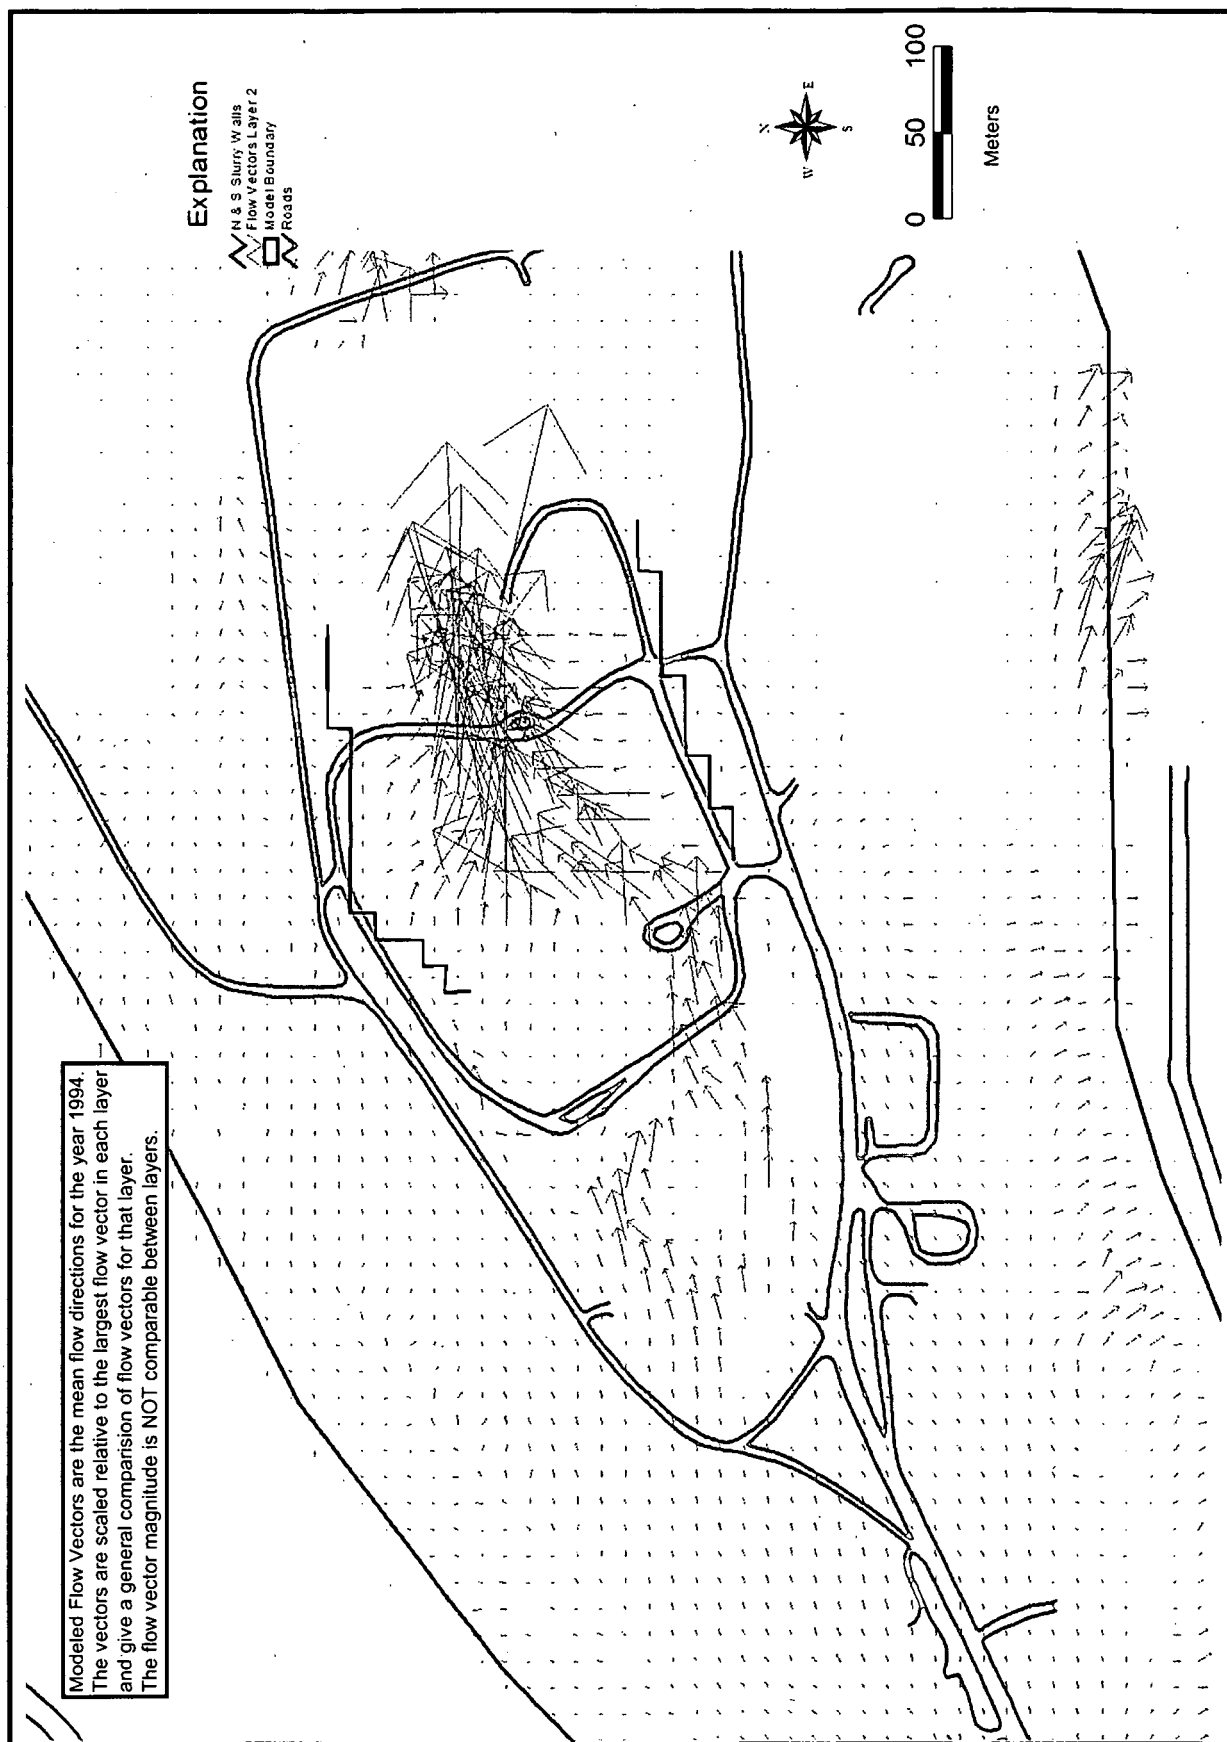 Modeled Flow Vectors are the mean flow directions for the year 1994.
The vectors are scaled relative to the largest flow vector in each layer
and give a general comparision of flow vectors for that layer.
The flow vector magnitude is NOT comparable between layers.
Explanation
N & S Slurry Walls
Flow Vectors Layer 2
Model Boundary
Roads
N
E
S
W
0 50 100
Meters